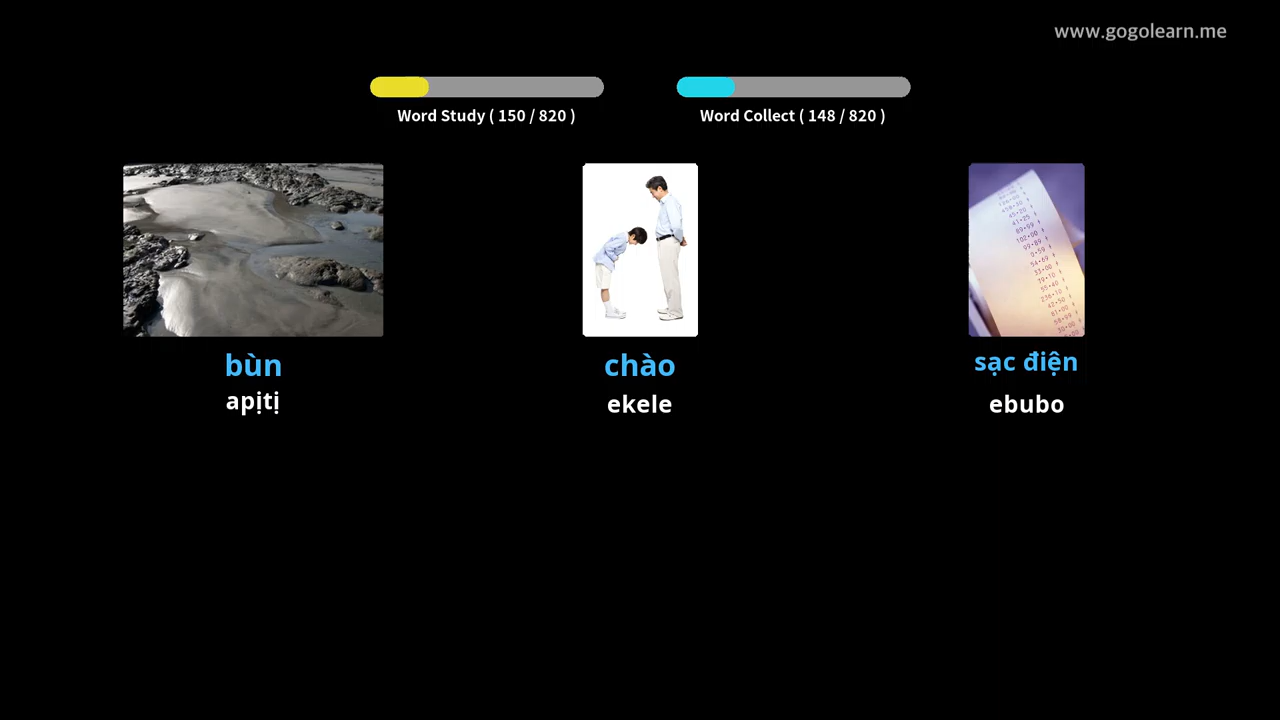 www.gogolearn.me
Word Study ( 150 / 820 )
Word Collect ( 148 / 820 )
bùn
chào
sạc điện
apịtị
ekele
ebubo